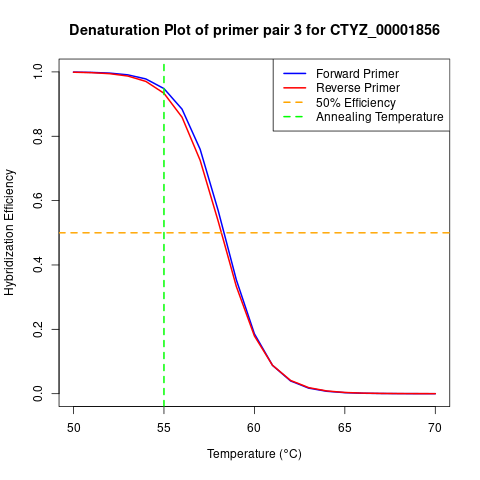 Denaturation Plot of primer pair 3 for CTYZ_00001856
Forward Primer
Reverse Primer
50% Efficiency
Annealing Temperature
Hybridization Efficiency
1.0
0.8
0.6
0.4
0.2
0.0
50 55 60 65 70
Temperature (°C)